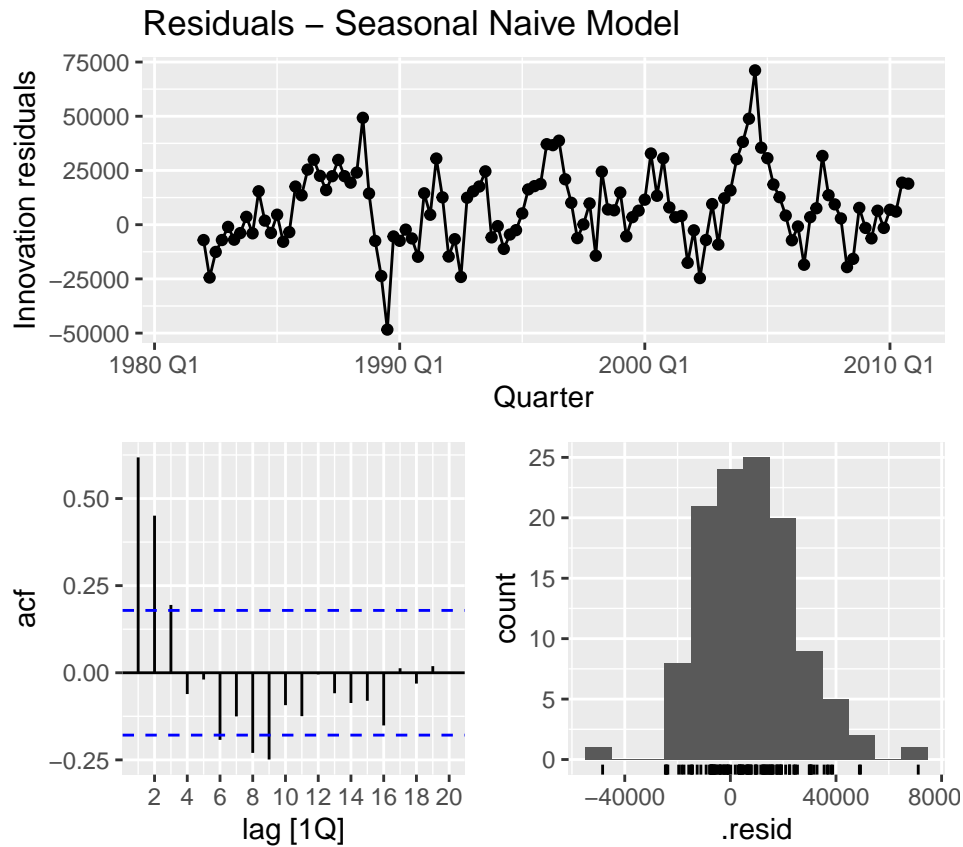 Residuals – Seasonal Naive Model
75000
50000
25000
0
−25000
−50000
Innovation residuals
1980 Q1 1990 Q1 2000 Q1 2010 Q1
Quarter
0.50
0.25
0.00
−0.25
acf
2 4 6 8 10 12 14 16 18 20
lag [1Q]
25
20
15
10
5
0
count
−40000 0 40000 8000
.resid